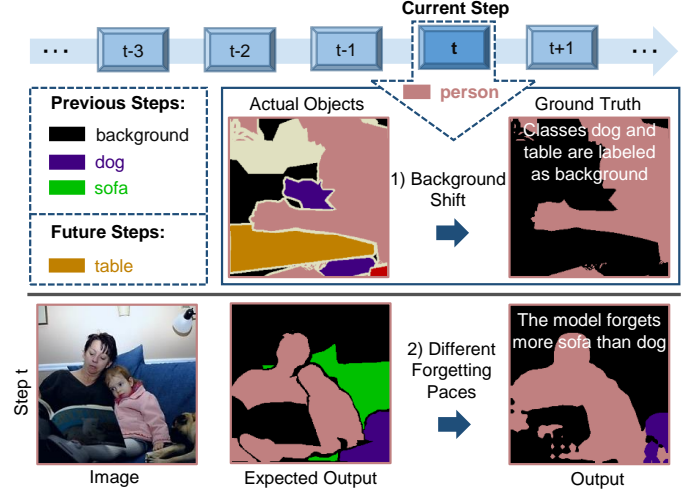 Current Step
... t-3 t-2 t-1 t t+1 ...
person
Previous Steps:
background
dog
sofa
Future Steps:
table
Actual Objects
1) Background
Shift
Ground Truth
Classes dog and
table are labeled
as background
Step t
Image
Expected Output
2) Different
Forgetting
Paces
The model forgets
more sofa than dog
Output